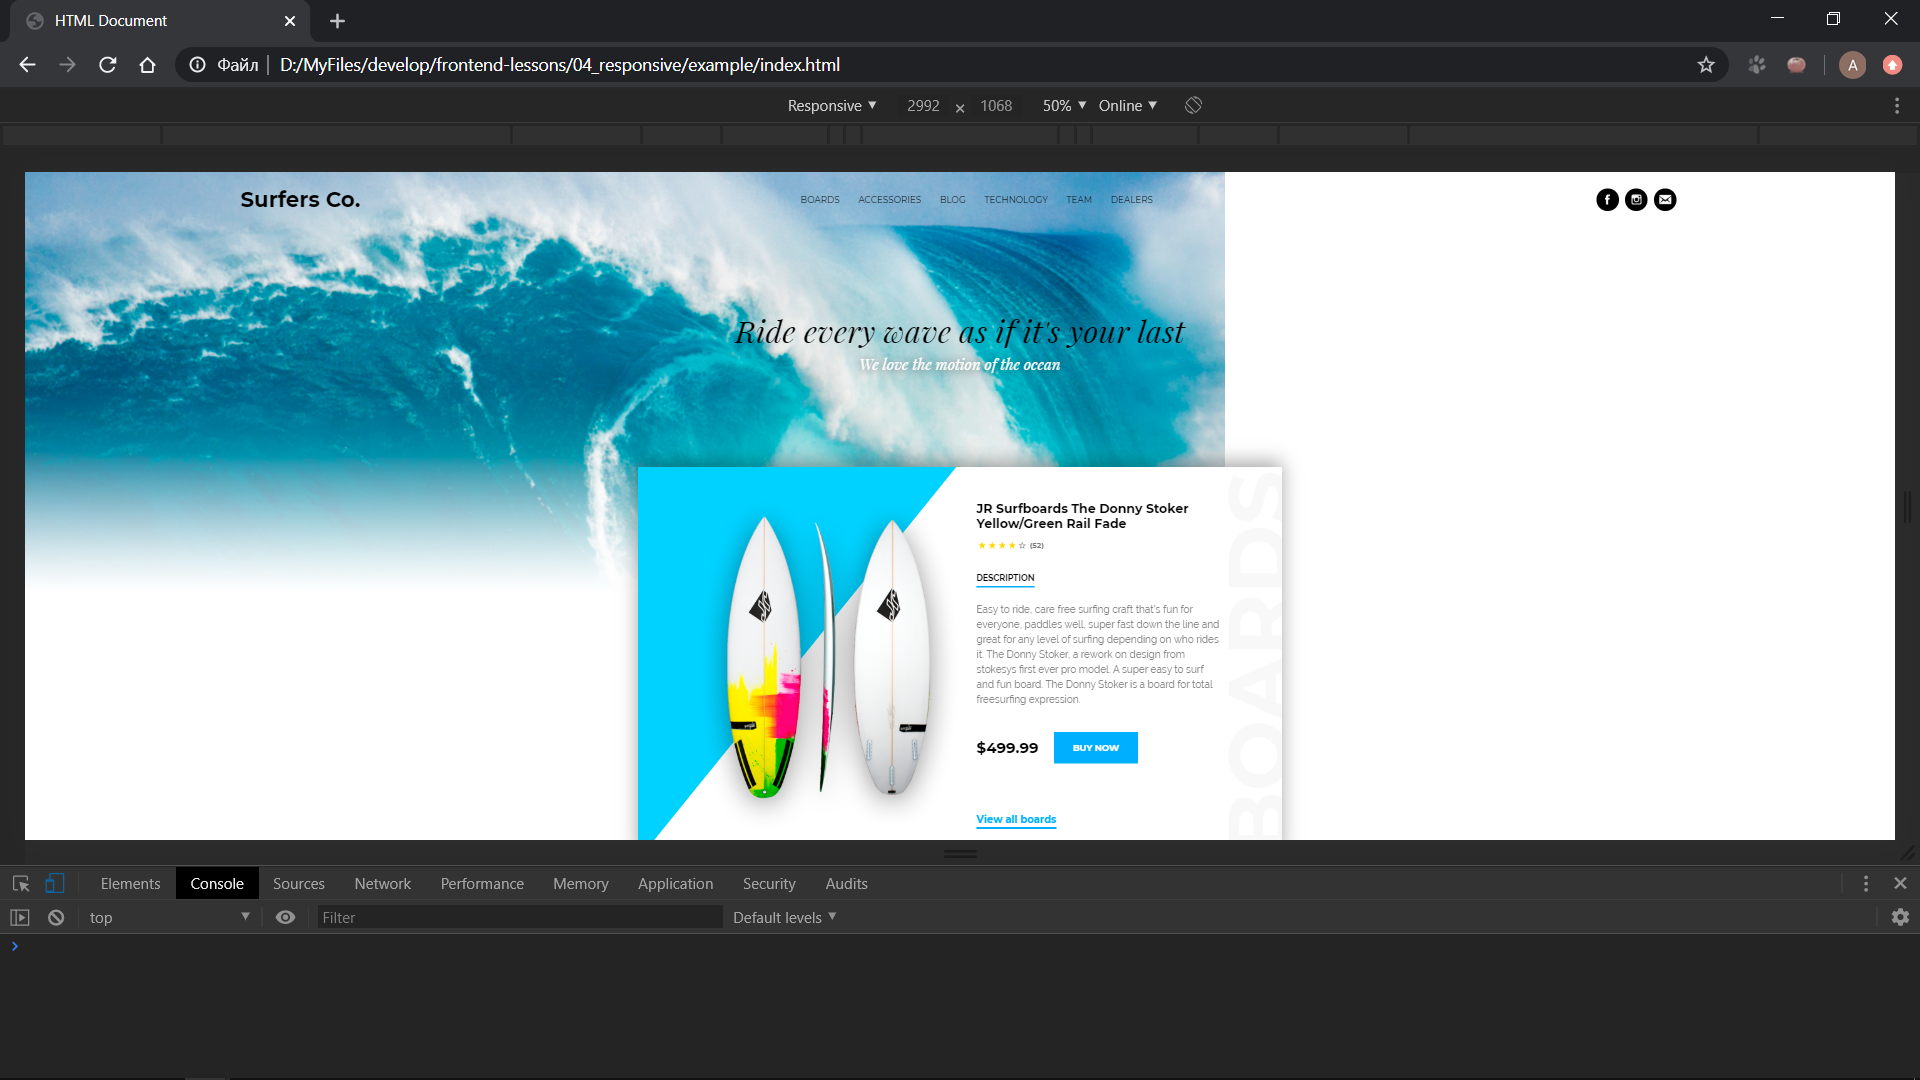 HTML Document
Файл D:/MyFiles/develop/frontend-lessons/04_responsive/example/index.html
A
Responsive 2992 × 1068 50% Online
Surfers Co. BOARDS ACCESSORIES BLOG TECHNOLOGY TEAM DEALERS
Ride every wave as if it's your last
We love the motion of the ocean
BOARDS
JR Surfboards The Donny Stoker
Yellow/Green Rail Fade
(52)
DESCRIPTION
Easy to ride, care free surfing craft that's fun for
everyone, paddles well, super fast down the line and
great for any level of surfing depending on who rides
it. The Donny Stoker, a rework on design from
stokesys first ever pro model. A super easy to surf
and fun board. The Donny Stoker is a board for total
freesurfing expression.
$499.99 BUY NOW
View all boards
Elements Console Sources Network Performance Memory Application Security Audits
top Filter Default levels